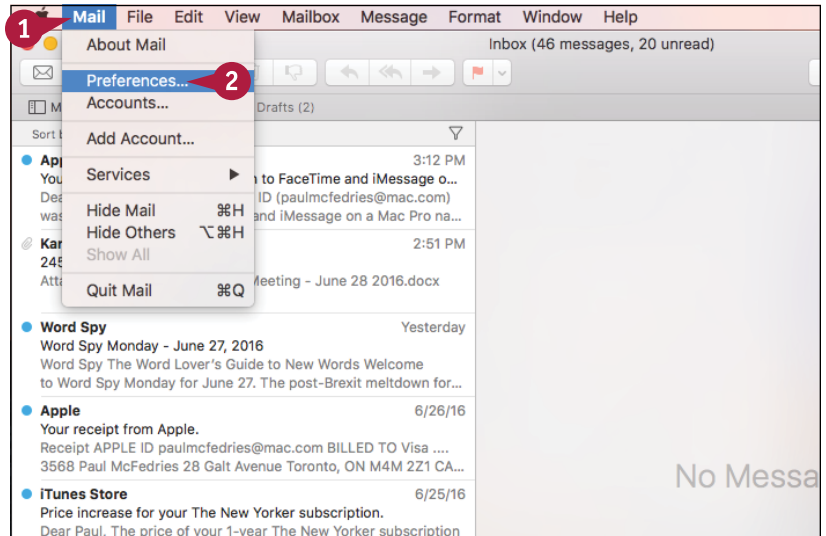 Mail File Edit View Mailbox Message Format Window Help
1
About Mail
Inbox (46 messages, 20 unread)
Preferences...
2
Accounts...
Drafts (2)
Sort
Add Account...
3:12 PM
Services
to FaceTime and iMessage o...
ID (paulmcfedries@mac.com)
Hide Mail ⌘H
and iMessage on a Mac Pro na...
Hide Others ⌥⌘H
2:51 PM
Show All
Meeting - June 28 2016.docx
Quit Mail ⌘Q
Word Spy Yesterday
Word Spy Monday - June 27, 2016
Word Spy The Word Lover's Guide to New Words Welcome
to Word Spy Monday for June 27. The post-Brexit meltdown for...
Apple 6/26/16
Your receipt from Apple.
Receipt APPLE ID paulmcfedries@mac.com BILLED TO Visa ....
3568 Paul McFedries 28 Galt Avenue Toronto, ON M4M 2Z1 CA...
No Messa
iTunes Store 6/25/16
Price increase for your The New Yorker subscription.
Dear Paul, The price of your 1-year The New Yorker subscription